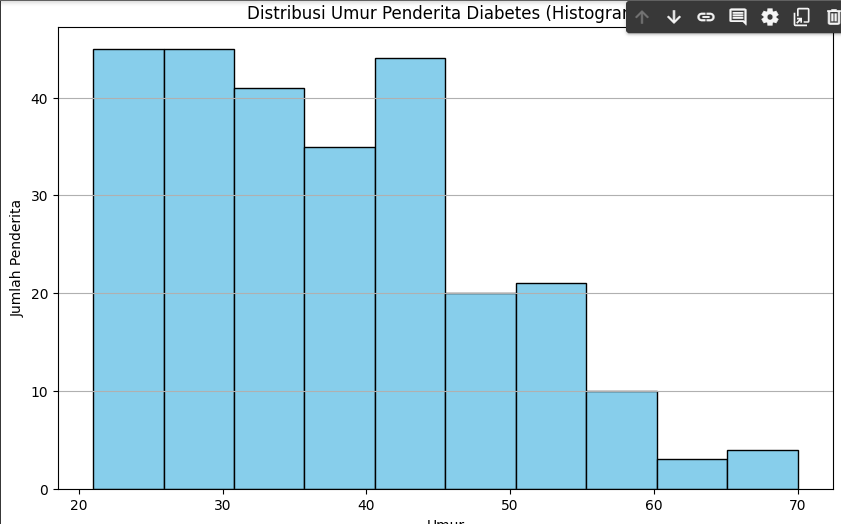 Distribusi Umur Penderita Diabetes (Histogram
40
30
20
10
0
Jumlah Penderita
20 30 40 50 60 70
Umur